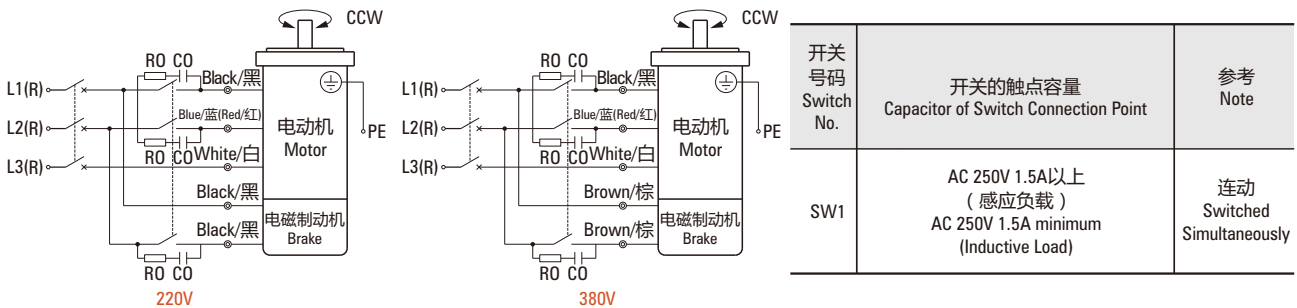 CCW
RO CO
Black/黑
L1(R)
Blue/蓝(Red/红)
L2(R)
电动机
Motor
PE
RO CO
White/白
L3(R)
Black/黑
电磁制动机
Brake
Black/黑
RO CO
220V
CCW
RO CO
Black/黑
L1(R)
Blue/蓝(Red/红)
L2(R)
电动机
Motor
PE
RO CO
White/白
L3(R)
Brown/棕
电磁制动机
Brake
Brown/棕
RO CO
380V
开关
号码
Switch
No.
开关的触点容量
Capacitor of Switch Connection Point
参考
Note
SW1
AC 250V 1.5A以上
(感应负载)
AC 250V 1.5A minimum
(Inductive Load)
连动
Switched
Simultaneously